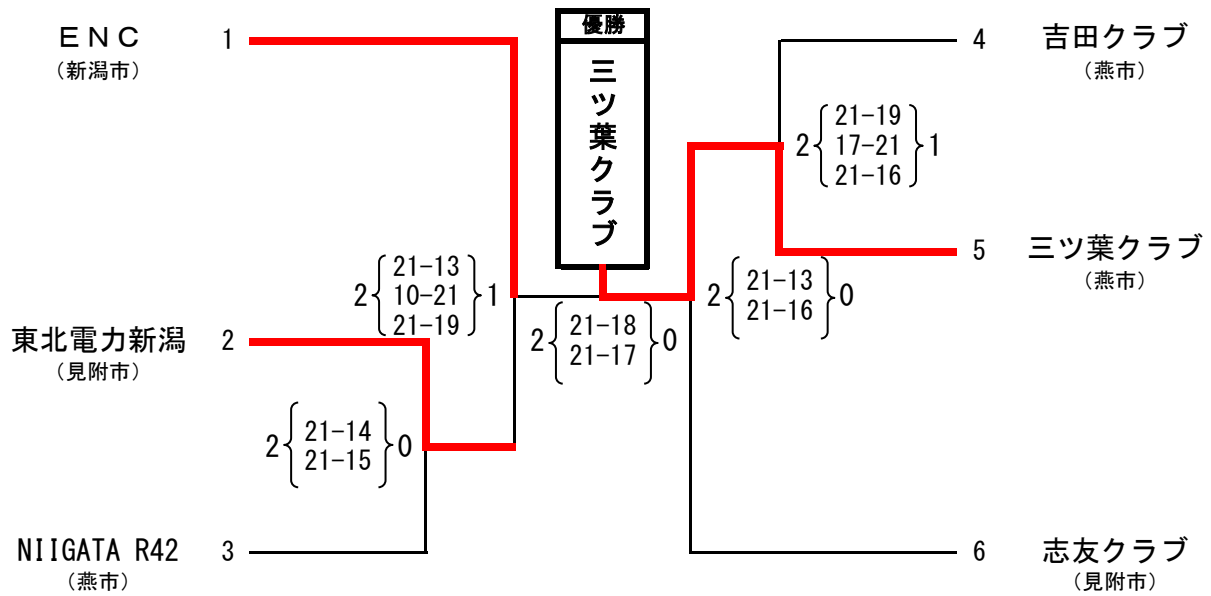 優勝
三ツ葉クラブ
ENC 1
(新潟市)
東北電力新潟 2
(見附市)
NIIGATA R42 3
(燕市)
2 21-13 1
10-21
21-19
2 21-14 0
21-15
2 21-18 0
21-17
4 吉田クラブ
(燕市)
2 21-19 1
17-21
21-16
5 三ツ葉クラブ
(燕市)
2 21-13 0
21-16
6 志友クラブ
(見附市)